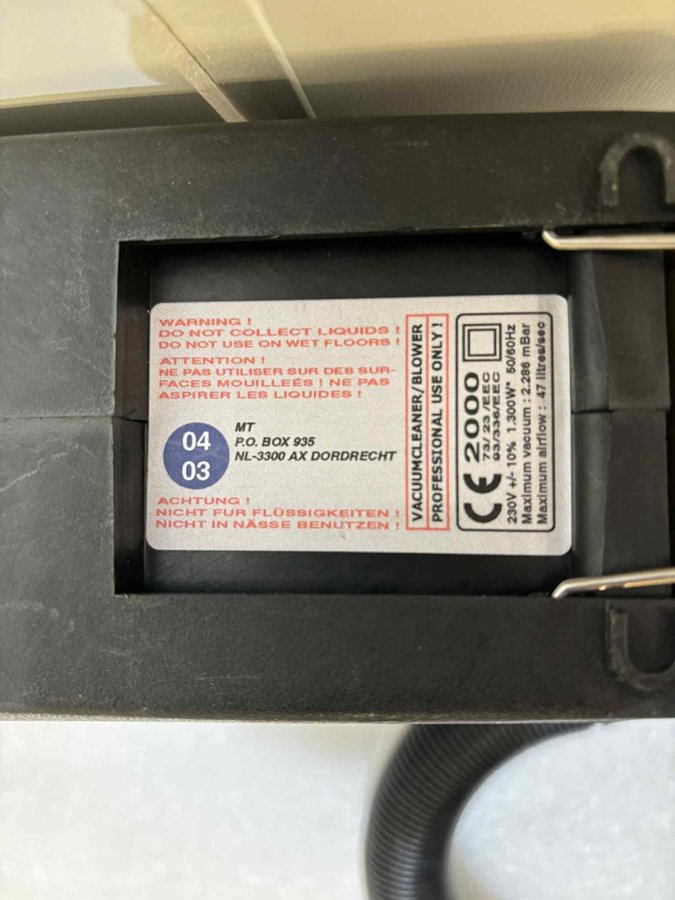 WARNING !
DO NOT COLLECT LIQUIDS !
DO NOT USE ON WET FLOORS !
ATTENTION !
NE PAS UTILISER SUR DES SUR-
FACES MOUILLEÉS ! NE PAS
ASPIRER LES LIQUIDES !
04
03
MT
P.O. BOX 935
NL-3300 AX DORDRECHT
ACHTUNG !
NICHT FUR FLÜSSIGKEITEN !
NICHT IN NÄSSE BENUTZEN !
VACUUMCLEANER/BLOWER
PROFESSIONAL USE ONLY !
CE 2000
73/23/EEC
93/336/EEC
230V +/- 10% 1.300W* 50/60Hz
Maximum vacuum : 2.286 mBar
Maximum airflow : 47 litres/sec